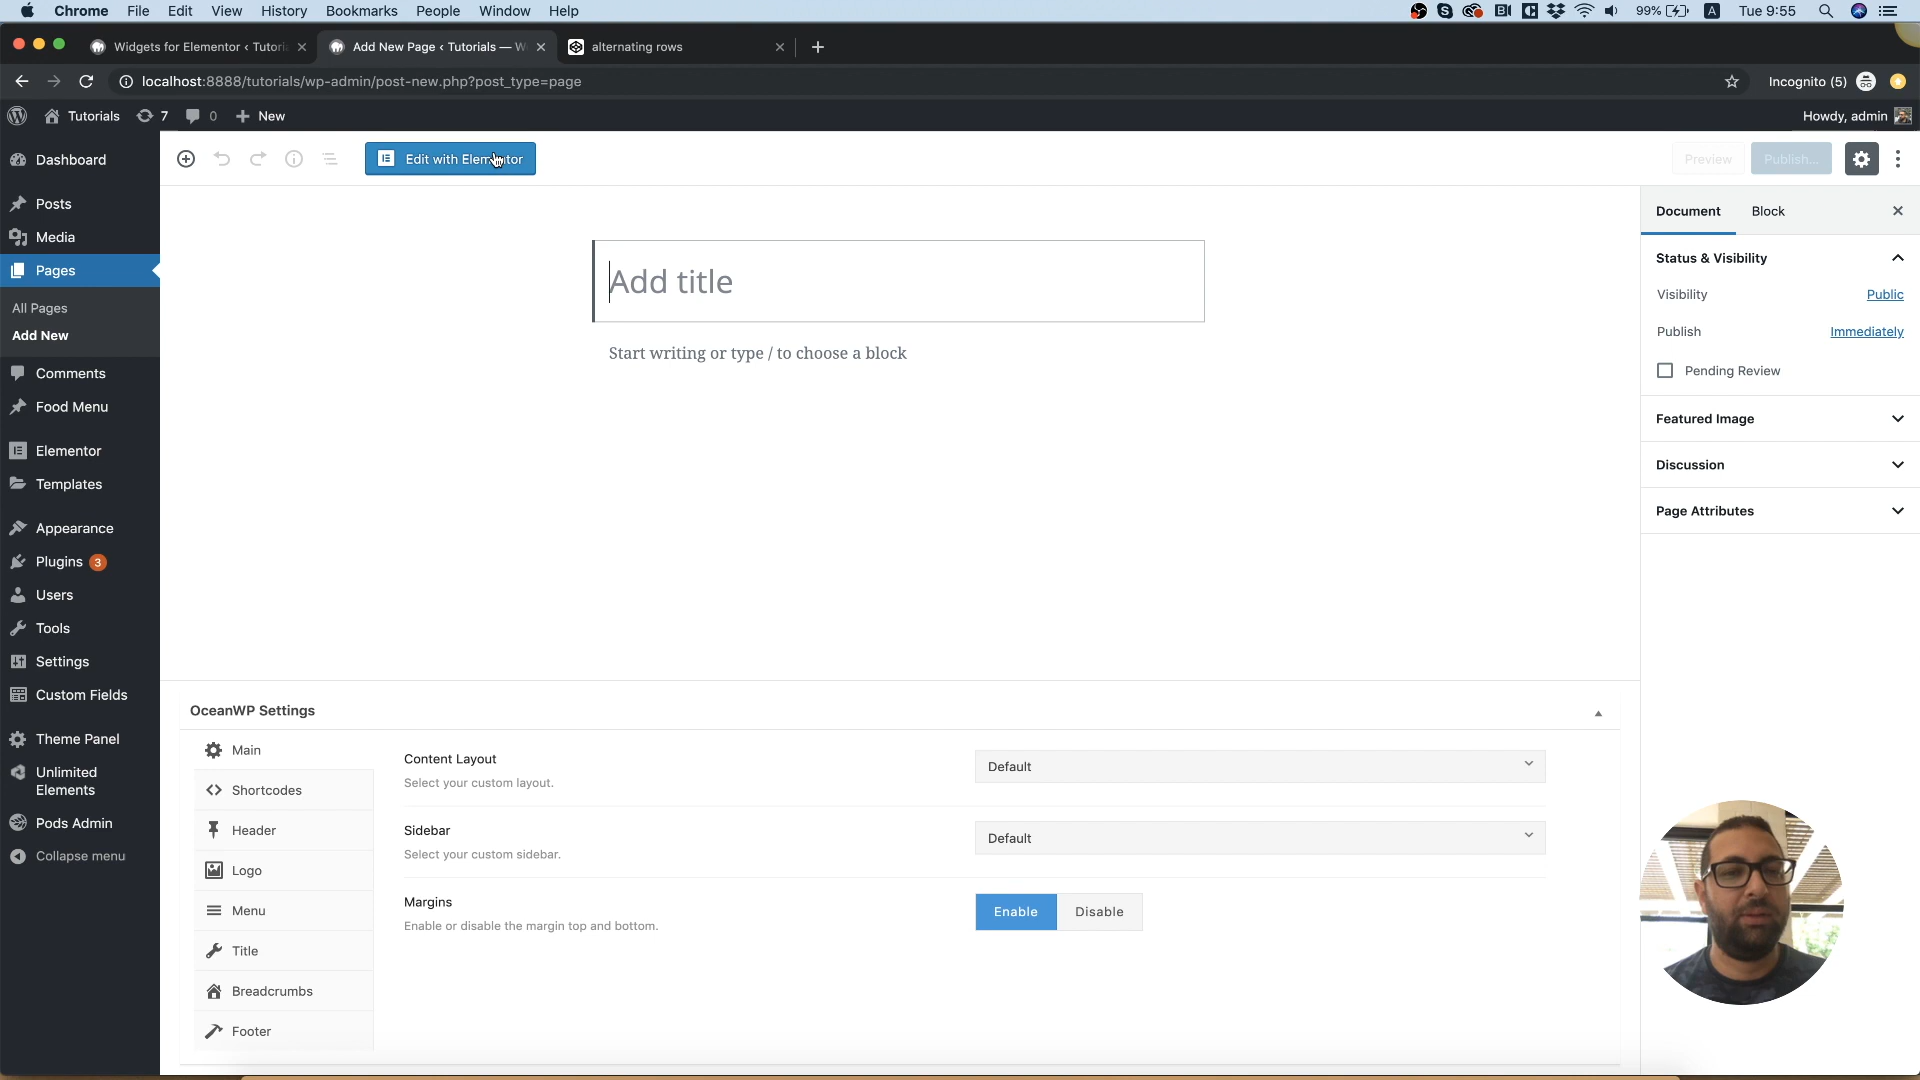 Chrome File Edit View History Bookmarks People Window Help
99% A Tue 9:55
Widgets for Elementor ‹ Tutori
Add New Page ‹ Tutorials — W
alternating rows
localhost:8888/tutorials/wp-admin/post-new.php?post_type=page
Incognito (5)
Tutorials 7 0 New
Howdy, admin
Dashboard
Posts
Media
Pages
All Pages
Add New
Comments
Food Menu
Elementor
Templates
Appearance
Plugins 3
Users
Tools
Settings
Custom Fields
Theme Panel
Unlimited
Elements
Pods Admin
Collapse menu
Edit with Elementor
Preview
Publish...
Add title
Start writing or type / to choose a block
Document
Block
Status & Visibility
Visibility Public
Publish Immediately
Pending Review
Featured Image
Discussion
Page Attributes
OceanWP Settings
Main
Shortcodes
Header
Logo
Menu
Title
Breadcrumbs
Footer
Content Layout
Select your custom layout.
Default
Sidebar
Select your custom sidebar.
Default
Margins
Enable or disable the margin top and bottom.
Enable Disable